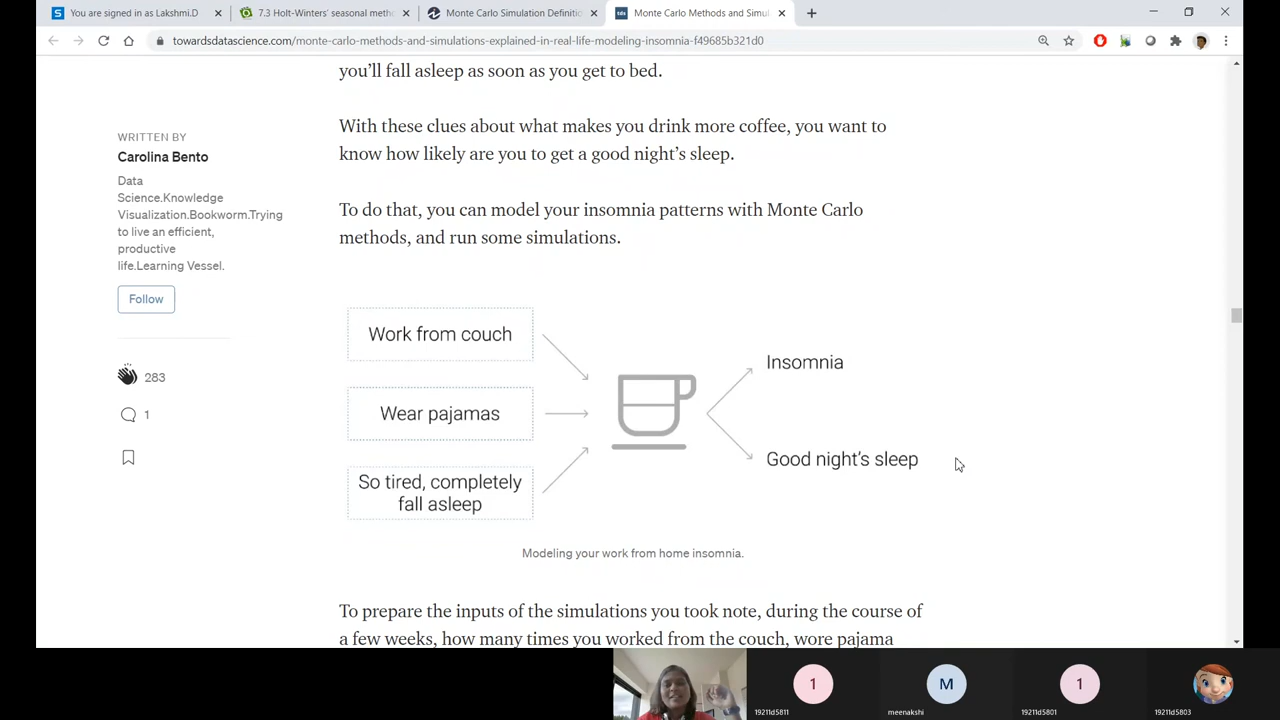 You are signed in as Lakshmi.D
7.3 Holt-Winters' seasonal meth
Monte Carlo Simulation Definitio
Monte Carlo Methods and Simul
towardsdatascience.com/monte-carlo-methods-and-simulations-explained-in-real-life-modeling-insomnia-f49685b321d0
you'll fall asleep as soon as you get to bed.
WRITTEN BY
Carolina Bento
Data
Science.Knowledge
Visualization.Bookworm.Trying
to live an efficient,
productive
life.Learning Vessel.
Follow
283
1
With these clues about what makes you drink more coffee, you want to
know how likely are you to get a good night's sleep.
To do that, you can model your insomnia patterns with Monte Carlo
methods, and run some simulations.
Work from couch
Wear pajamas
So tired, completely
fall asleep
Insomnia
Good night's sleep
Modeling your work from home insomnia.
To prepare the inputs of the simulations you took note, during the course of
a few weeks, how many times you worked from the couch, wore pajama
1
19211d5811
M
meenakshi
1
19211d5801
19211d5803